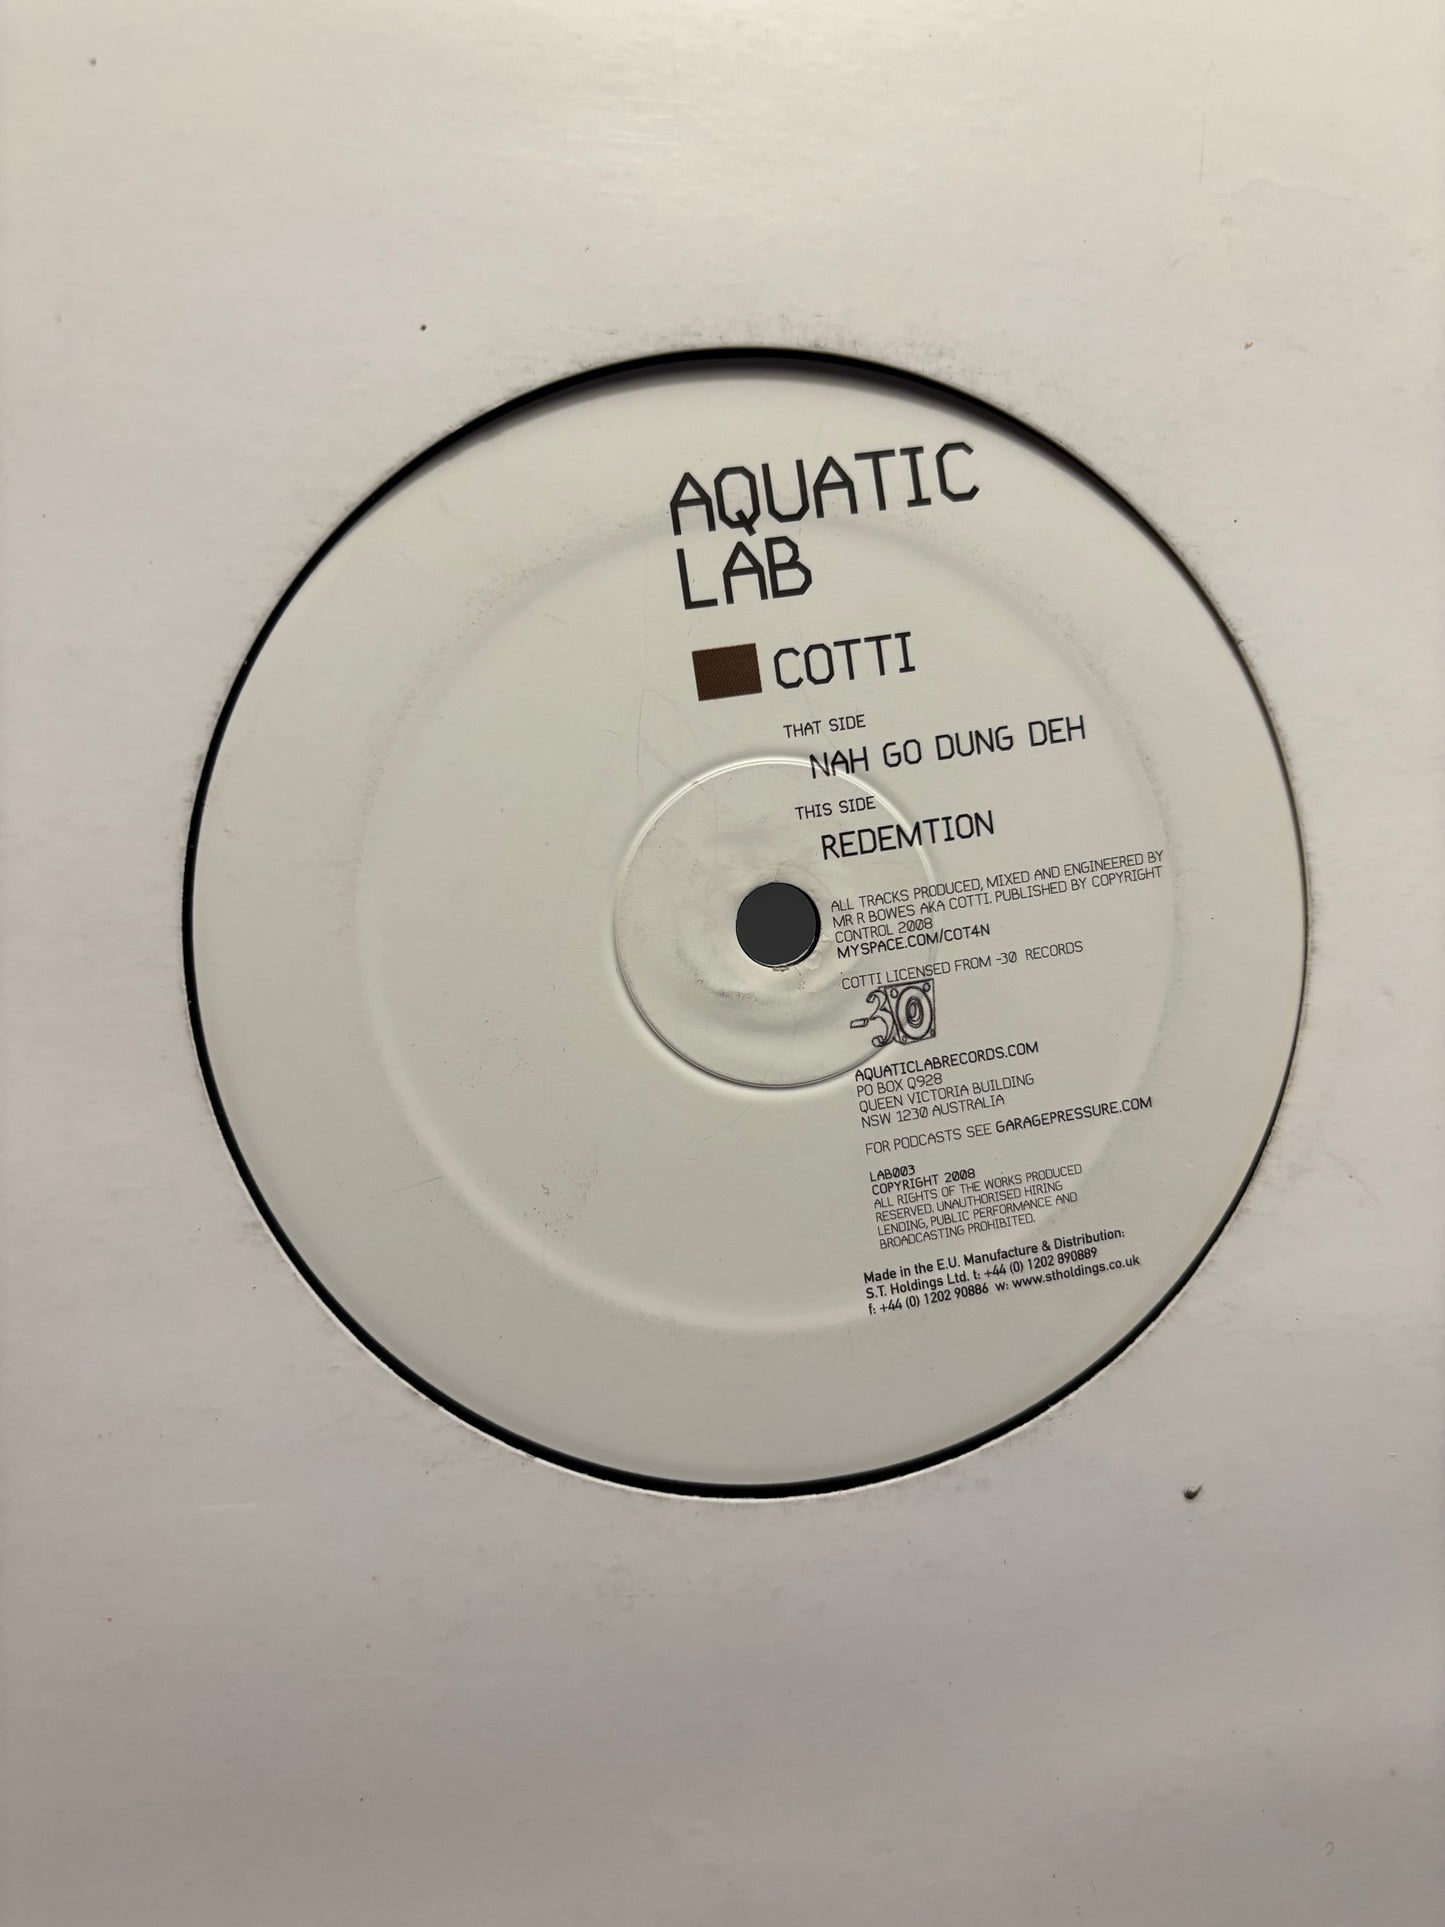 AQUATIC
LAB
COTTI
THAT SIDE
NAH GO DUNG DEH
THIS SIDE
REDEMTION
ALL TRACKS PRODUCED, MIXED AND ENGINEERED BY
MR R BOWES AKA COTTI. PUBLISHED BY COPYRIGHT
CONTROL 2008
MYSPACE.COM/COT4N
COTTI LICENSED FROM -30 RECORDS
-30
AQUATICLABRECORDS.COM
PO BOX Q928
QUEEN VICTORIA BUILDING
NSW 1230 AUSTRALIA
FOR PODCASTS SEE GARAGEPRESSURE.COM
LAB003
COPYRIGHT 2008
ALL RIGHTS OF THE WORKS PRODUCED
RESERVED. UNAUTHORISED HIRING
LENDING, PUBLIC PERFORMANCE AND
BROADCASTING PROHIBITED.
Made in the E.U. Manufacture & Distribution:
S.T. Holdings Ltd. t: +44 (0) 1202 890889
f: +44 (0) 1202 90886 w: www.stholdings.co.uk